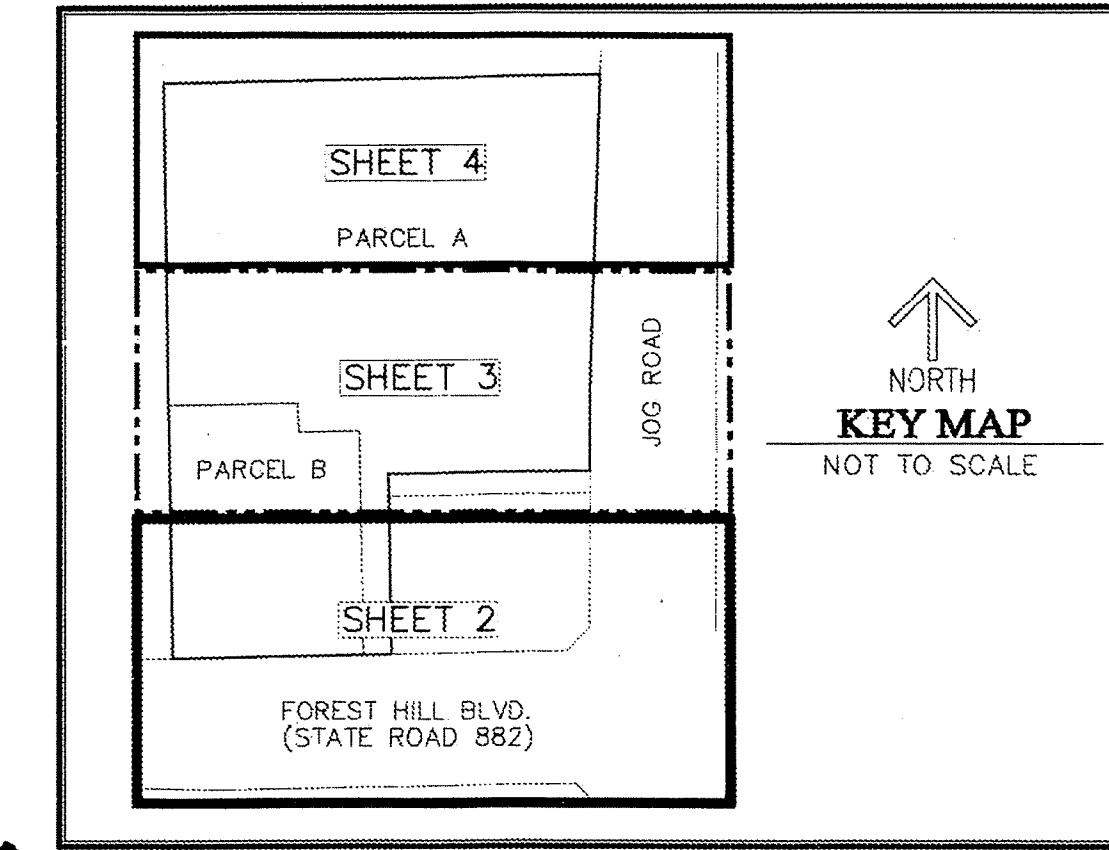 SHEET 4
PARCEL A
SHEET 3
JOG ROAD
PARCEL B
SHEET 2
FOREST HILL BLVD.
(STATE ROAD 882)
NORTH
KEY MAP
NOT TO SCALE